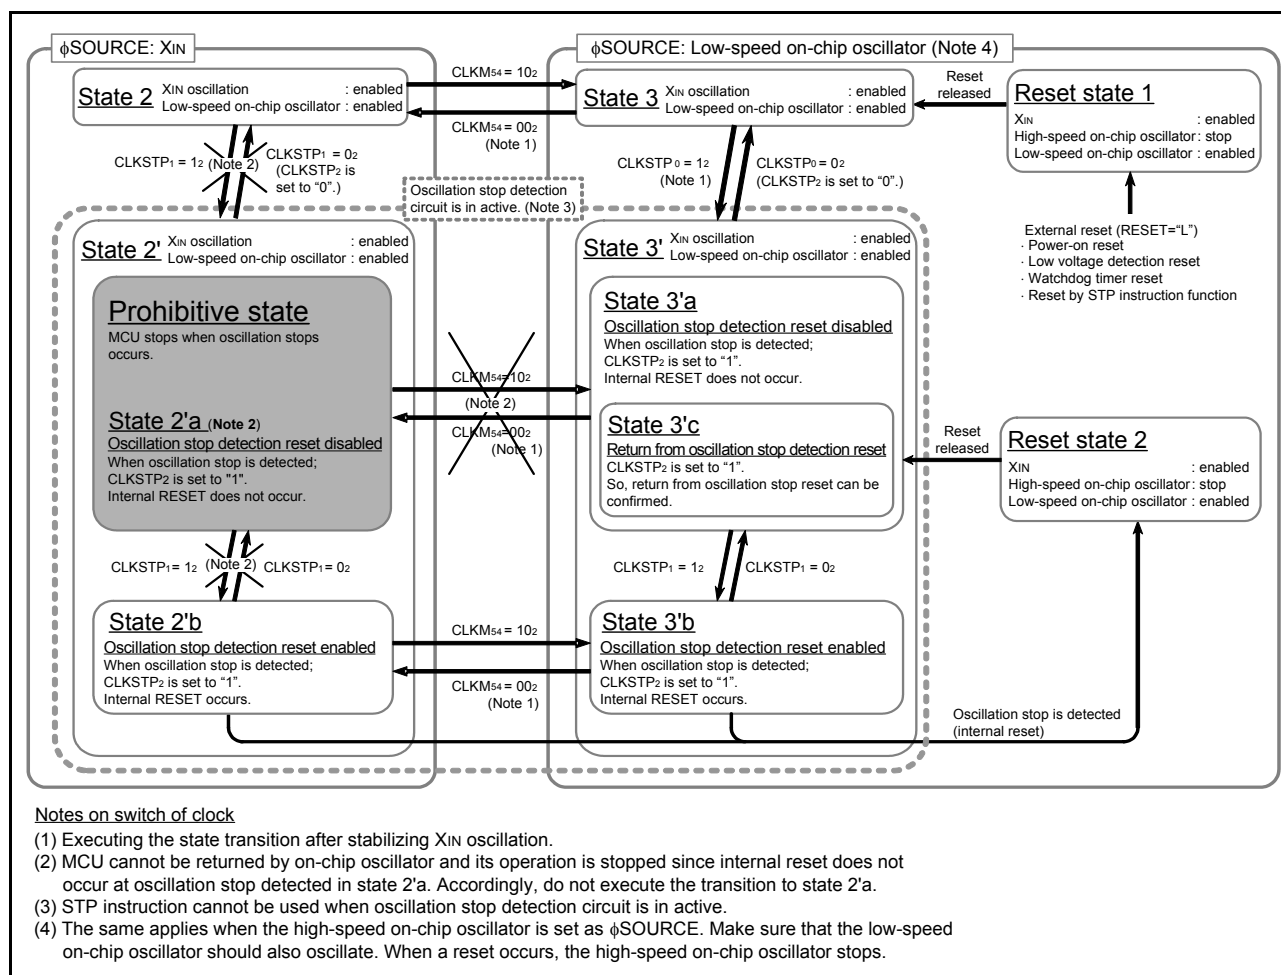 φSOURCE: XIN
φSOURCE: Low-speed on-chip oscillator (Note 4)
State 2
XIN oscillation : enabled
Low-speed on-chip oscillator : enabled
CLKM54 = 102
CLKM54 = 002
(Note 1)
State 3
XIN oscillation : enabled
Low-speed on-chip oscillator : enabled
Reset
released
Reset state 1
XIN : enabled
High-speed on-chip oscillator : stop
Low-speed on-chip oscillator : enabled
CLKSTP1 = 12
(Note 2)
CLKSTP1 = 02
(CLKSTP2 is
set to “0”.)
Oscillation stop detection
circuit is in active. (Note 3)
CLKSTP0 = 12
(Note 1)
CLKSTP0 = 02
(CLKSTP2 is set to “0”.)
External reset (RESET=“L”)
· Power-on reset
· Low voltage detection reset
· Watchdog timer reset
· Reset by STP instruction function
State 2'
XIN oscillation : enabled
Low-speed on-chip oscillator : enabled
State 3'
XIN oscillation : enabled
Low-speed on-chip oscillator : enabled
Prohibitive state
MCU stops when oscillation stops
occurs.
State 2'a (Note 2)
Oscillation stop detection reset disabled
When oscillation stop is detected;
CLKSTP2 is set to "1".
Internal RESET does not occur.
CLKM54=102
(Note 2)
CLKM54=002
(Note 1)
State 3'a
Oscillation stop detection reset disabled
When oscillation stop is detected;
CLKSTP2 is set to “1”.
Internal RESET does not occur.
State 3'c
Return from oscillation stop detection reset
CLKSTP2 is set to “1”.
So, return from oscillation stop reset can be
confirmed.
Reset
released
Reset state 2
XIN : enabled
High-speed on-chip oscillator : stop
Low-speed on-chip oscillator : enabled
CLKSTP1 = 12
(Note 2)
CLKSTP1 = 02
CLKSTP1 = 12
CLKSTP1 = 02
State 2'b
Oscillation stop detection reset enabled
When oscillation stop is detected;
CLKSTP2 is set to “1”.
Internal RESET occurs.
CLKM54 = 102
CLKM54 = 002
(Note 1)
State 3'b
Oscillation stop detection reset enabled
When oscillation stop is detected;
CLKSTP2 is set to “1”.
Internal RESET occurs.
Oscillation stop is detected
(internal reset)
Notes on switch of clock
(1) Executing the state transition after stabilizing XIN oscillation.
(2) MCU cannot be returned by on-chip oscillator and its operation is stopped since internal reset does not
occur at oscillation stop detected in state 2'a. Accordingly, do not execute the transition to state 2'a.
(3) STP instruction cannot be used when oscillation stop detection circuit is in active.
(4) The same applies when the high-speed on-chip oscillator is set as φSOURCE. Make sure that the low-speed
on-chip oscillator should also oscillate. When a reset occurs, the high-speed on-chip oscillator stops.